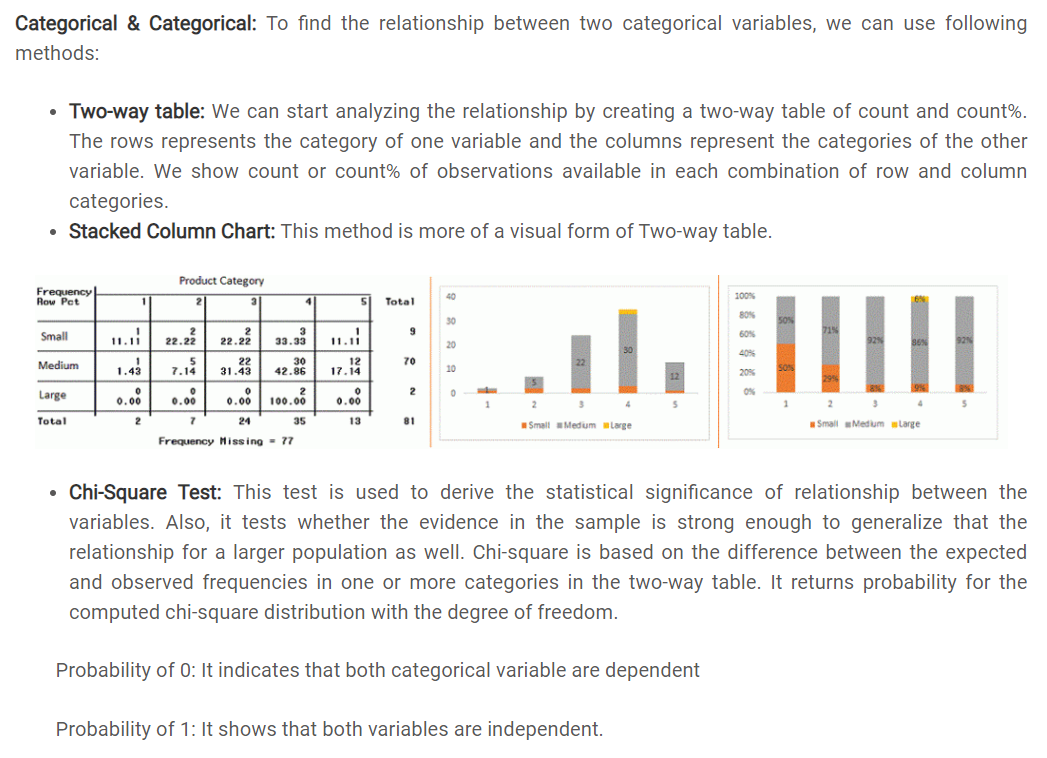 Categorical & Categorical: To find the relationship between two categorical variables, we can use following
methods:
Two-way table: We can start analyzing the relationship by creating a two-way table of count and count%.
The rows represents the category of one variable and the columns represent the categories of the other
variable. We show count or count% of observations available in each combination of row and column
categories.
Stacked Column Chart: This method is more of a visual form of Two-way table.
Product Category
Frequency
Row Pct 1 2 3 4 5 Total
Small 1 2 2 3 1 9
11.11 22.22 22.22 33.33 11.11
Medium 1 5 22 30 12 70
1.43 7.14 31.43 42.86 17.14
Large 0 0 0 2 0 2
0.00 0.00 0.00 100.00 0.00
Total 2 7 24 35 13 81
Frequency Missing = 77
40
30
20
10
0
1 5 22 30 12
1 2 3 4 5
Small Medium Large
100%
80%
60%
40%
20%
0%
6%
50% 71% 92% 86% 92%
50% 29% 8% 9% 8%
1 2 3 4 5
Small Medium Large
Chi-Square Test: This test is used to derive the statistical significance of relationship between the
variables. Also, it tests whether the evidence in the sample is strong enough to generalize that the
relationship for a larger population as well. Chi-square is based on the difference between the expected
and observed frequencies in one or more categories in the two-way table. It returns probability for the
computed chi-square distribution with the degree of freedom.
Probability of 0: It indicates that both categorical variable are dependent
Probability of 1: It shows that both variables are independent.